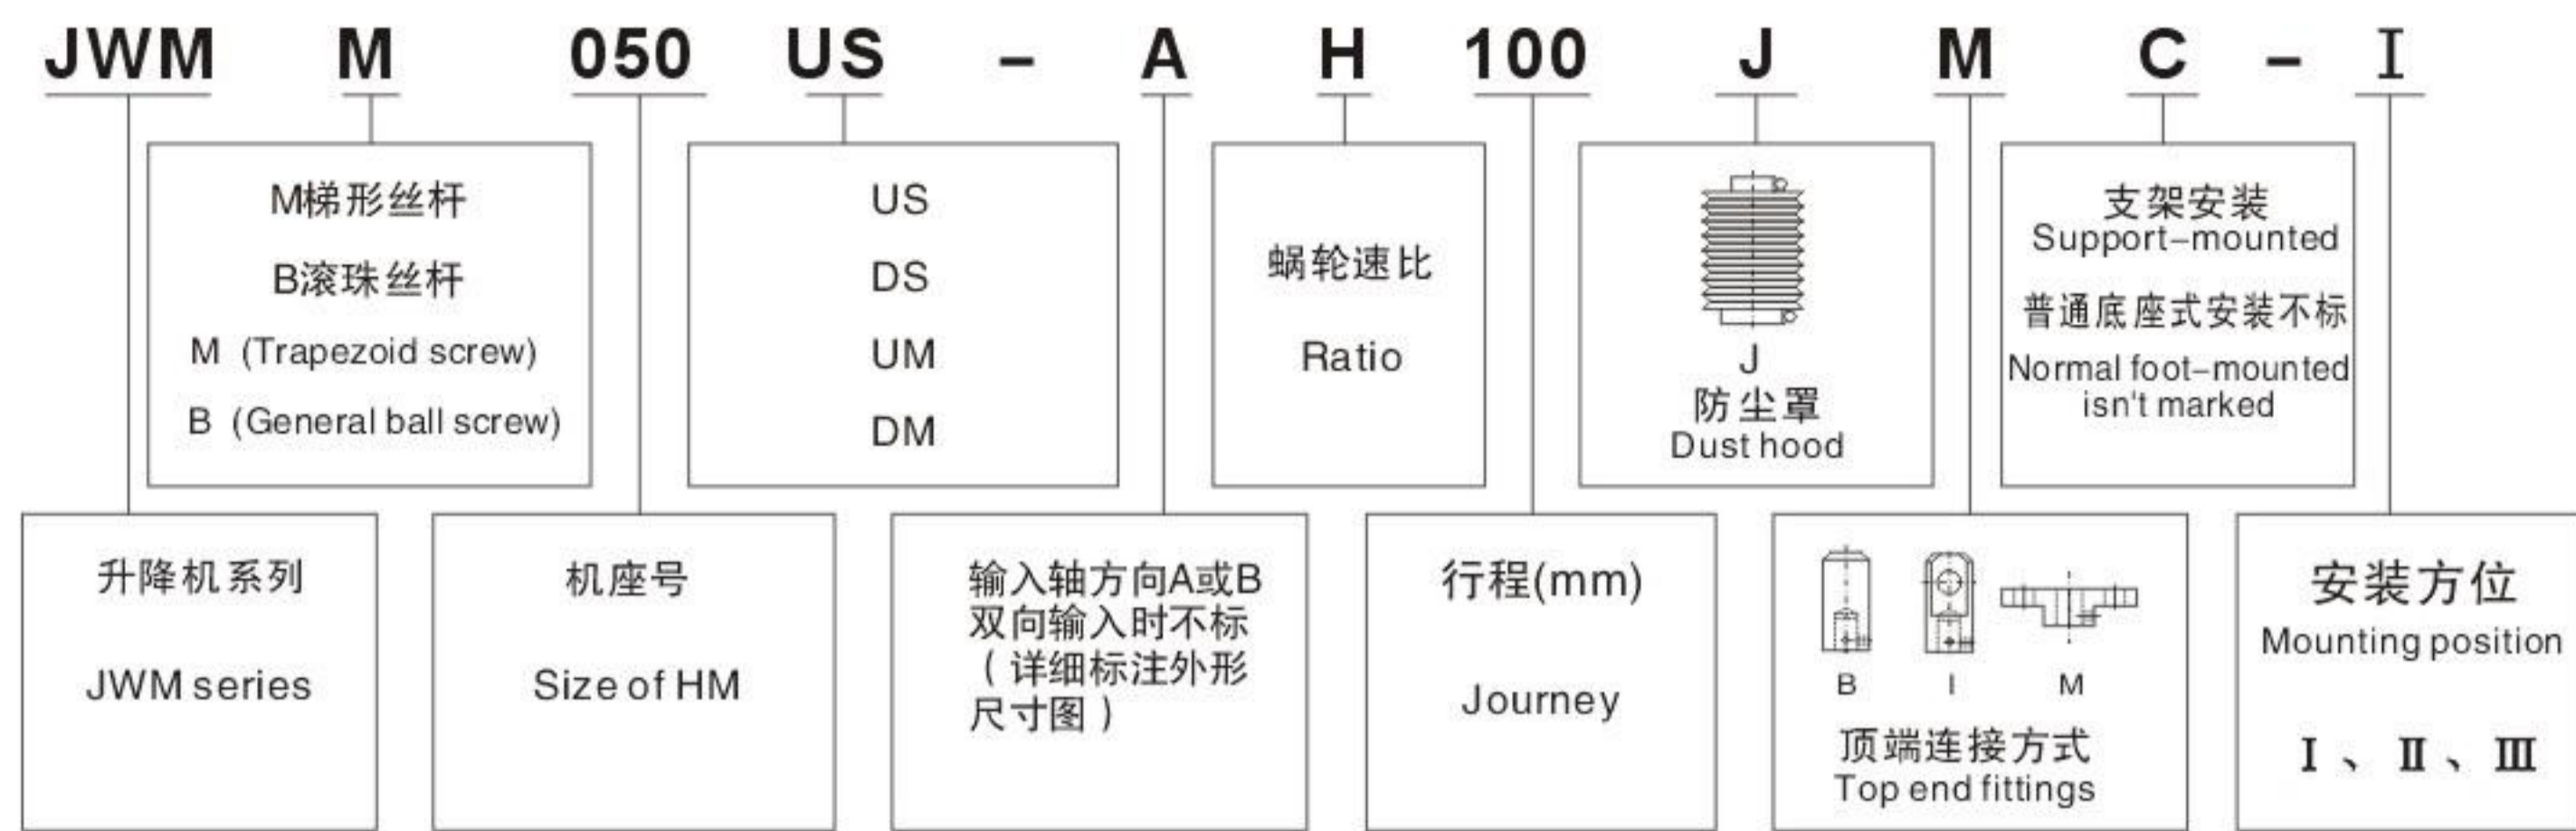 JWM M 050 US – A H 100 J M C – I
M梯形丝杆
B滚珠丝杆
M (Trapezoid screw)
B (General ball screw)
US
DS
UM
DM
蜗轮速比
Ratio
J
防尘罩
Dust hood
支架安装
Support–mounted
普通底座式安装不标
Normal foot–mounted
isn't marked
升降机系列
JWM series
机座号
Size of HM
输入轴方向A或B
双向输入时不标
(详细标注外形
尺寸图)
行程(mm)
Journey
B I M
顶端连接方式
Top end fittings
安装方位
Mounting position
Ⅰ、Ⅱ、Ⅲ